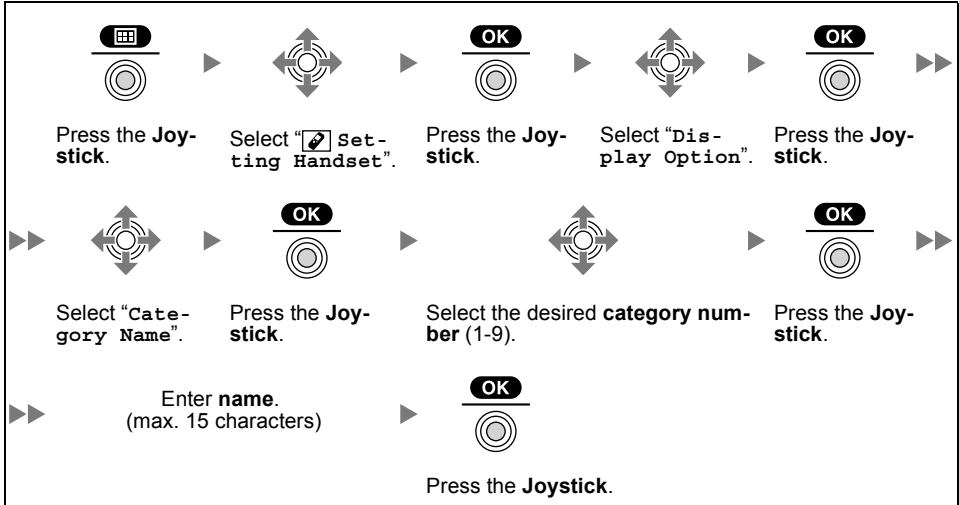 OK OK
Press the Joy- Select " Set- Press the Joy- Select "Dis- Press the Joy-
stick. ting Handset". stick. play Option". stick.
OK OK
Select "Cate- Press the Joy- Select the desired category num- Press the Joy-
gory Name". stick. ber (1-9). stick.
Enter name. OK
(max. 15 characters)
Press the Joystick.